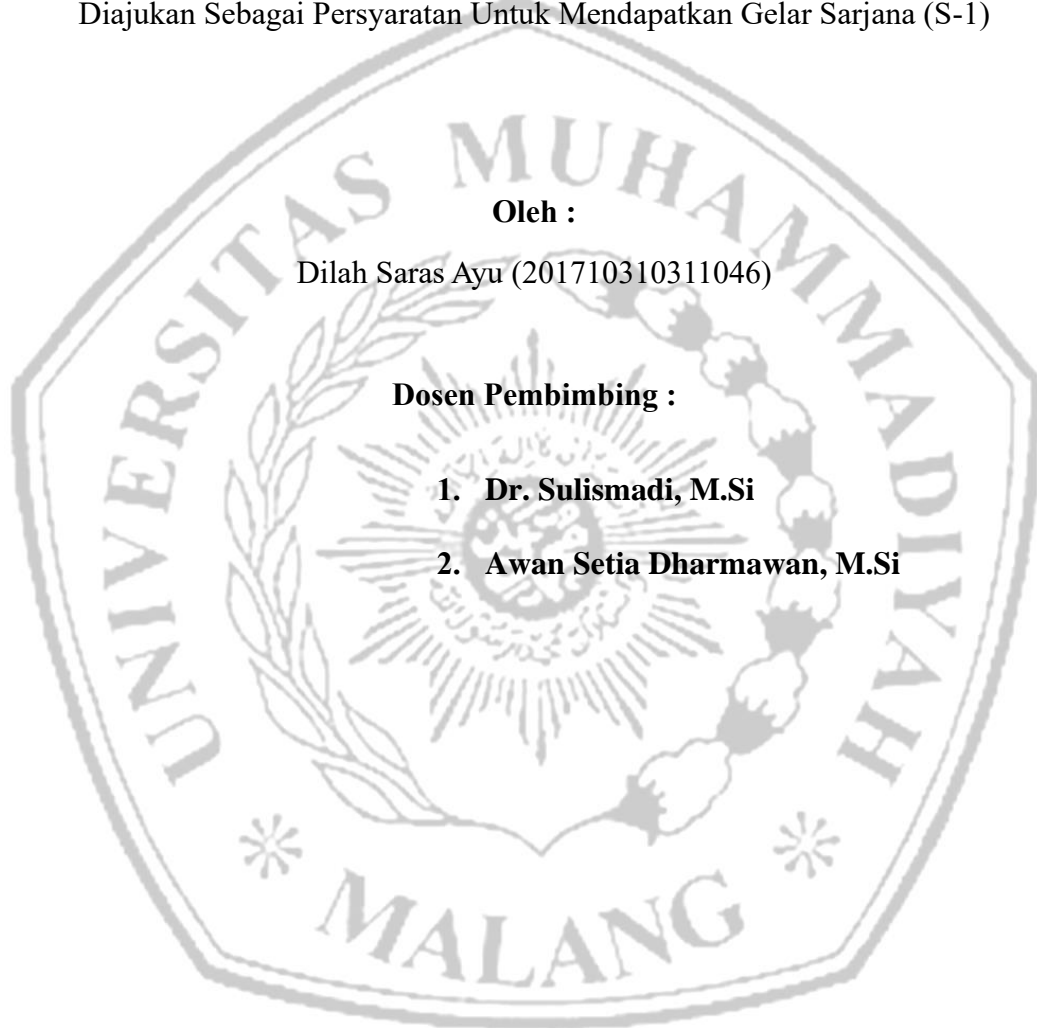 Diajukan Sebagai Persyaratan Untuk Mendapatkan Gelar Sarjana (S-1)
UNIVERSITAS MUHAMMADIYAH
Oleh :
Dilah Saras Ayu (201710310311046)
Dosen Pembimbing :
1. Dr. Sulismadi, M.Si
2. Awan Setia Dharmawan, M.Si
MALANG